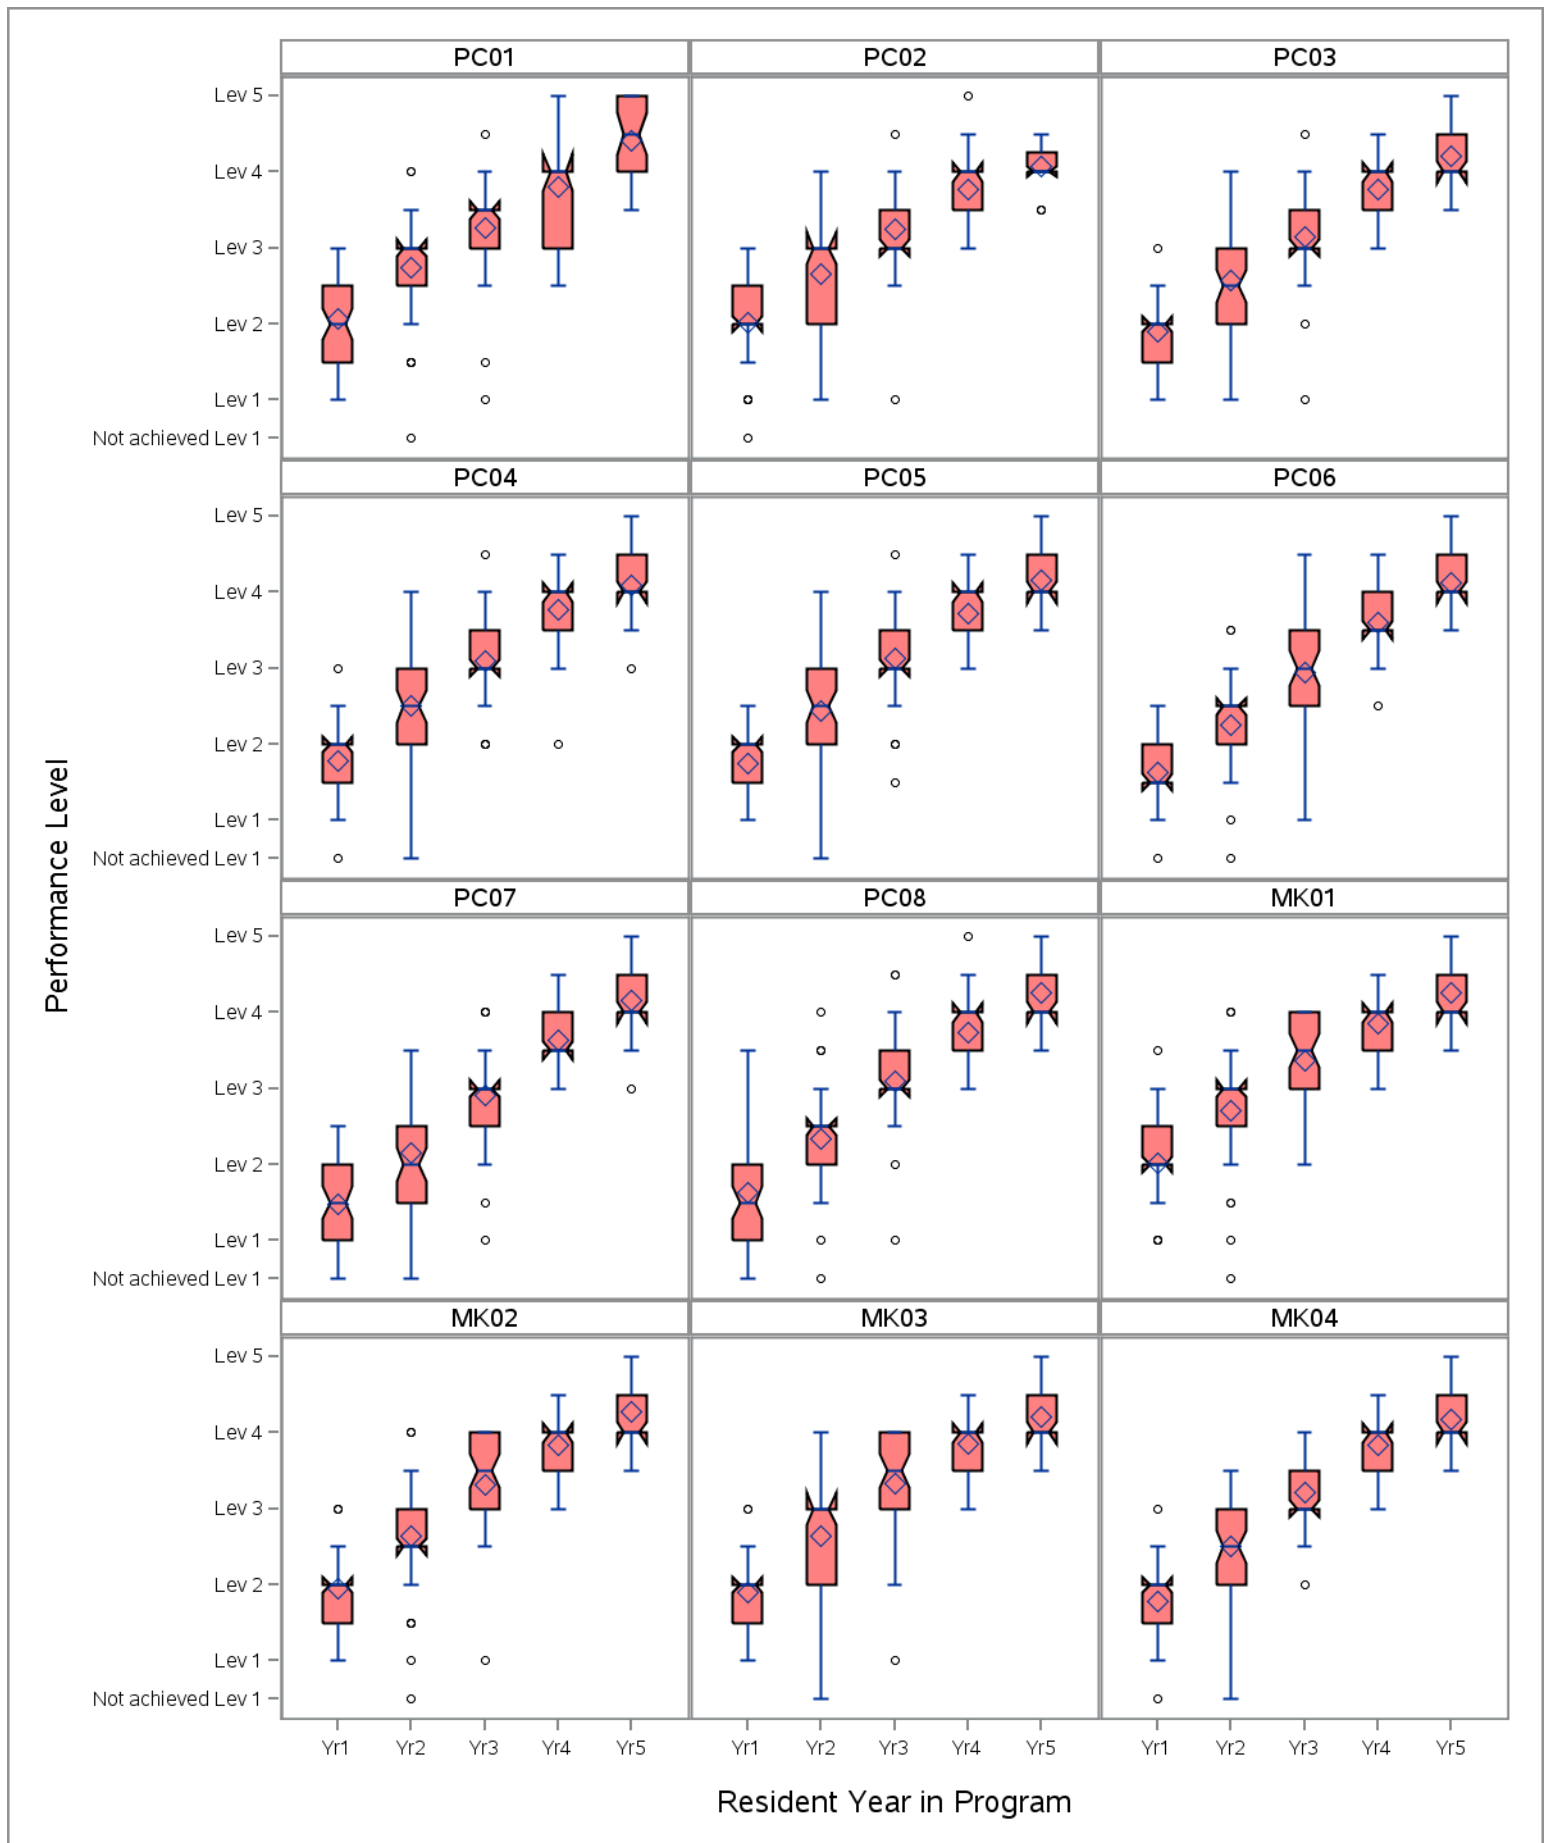 PC01 PC02 PC03
Lev 5
Lev 4
Lev 3
Lev 2
Lev 1
Not achieved Lev 1
PC04 PC05 PC06
Lev 5
Lev 4
Lev 3
Lev 2
Lev 1
Not achieved Lev 1
PC07 PC08 MK01
Lev 5
Lev 4
Lev 3
Lev 2
Lev 1
Not achieved Lev 1
MK02 MK03 MK04
Lev 5
Lev 4
Lev 3
Lev 2
Lev 1
Not achieved Lev 1
Performance Level
Yr1 Yr2 Yr3 Yr4 Yr5 Yr1 Yr2 Yr3 Yr4 Yr5 Yr1 Yr2 Yr3 Yr4 Yr5
Resident Year in Program